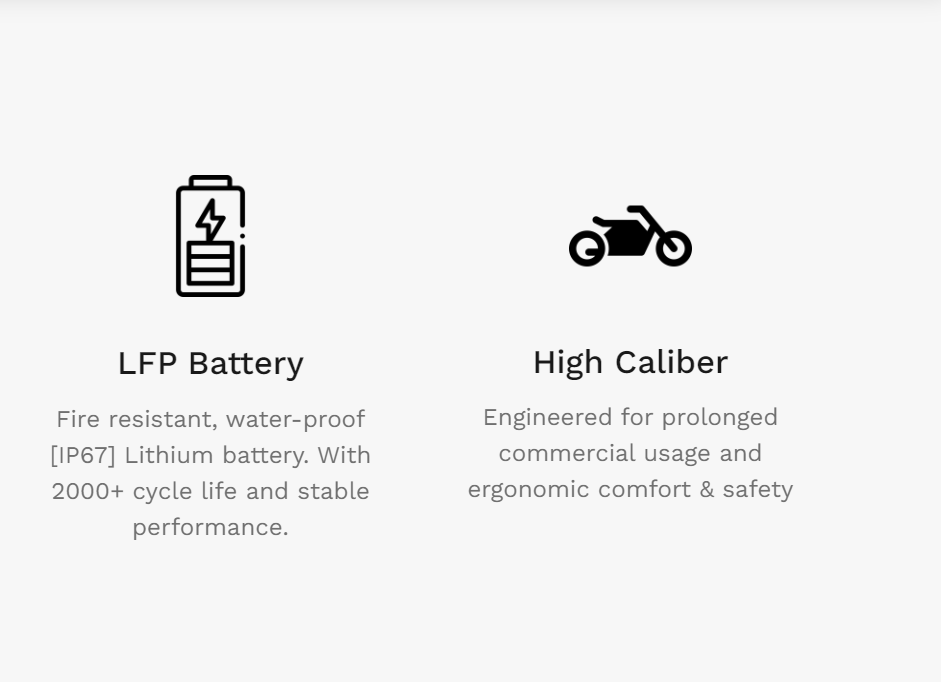 LFP Battery
Fire resistant, water-proof
[IP67] Lithium battery. With
2000+ cycle life and stable
performance.
High Caliber
Engineered for prolonged
commercial usage and
ergonomic comfort & safety